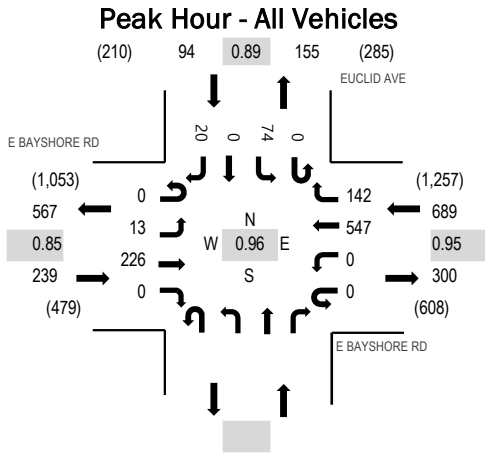 Peak Hour - All Vehicles
(210) 94 0.89 155 (285)
EUCLID AVE
20 0 74 0
E BAYSHORE RD
(1,053) (1,257)
567 0 142 689
13 N 547
0.85 W 0.96 E 0.95
226 S 0
239 0 0 300
(479) (608)
E BAYSHORE RD